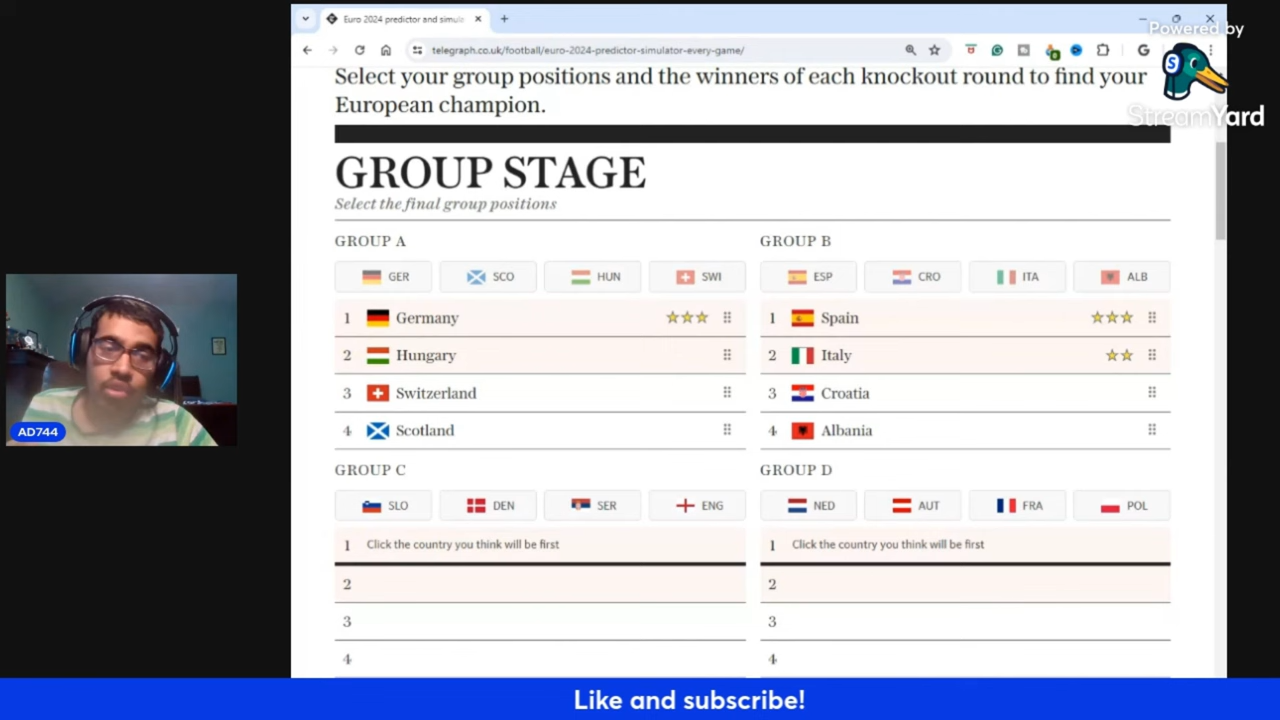 Euro 2024 predictor and simula
telegraph.co.uk/football/euro-2024-predictor-simulator-every-game/
Powered by
StreamYard
Select your group positions and the winners of each knockout round to find your
European champion.
GROUP STAGE
Select the final group positions
GROUP A
GER SCO HUN SWI
1 Germany
2 Hungary
3 Switzerland
4 Scotland
GROUP B
ESP CRO ITA ALB
1 Spain
2 Italy
3 Croatia
4 Albania
GROUP C
SLO DEN SER ENG
1 Click the country you think will be first
2
3
4
GROUP D
NED AUT FRA POL
1 Click the country you think will be first
2
3
4
AD744
Like and subscribe!